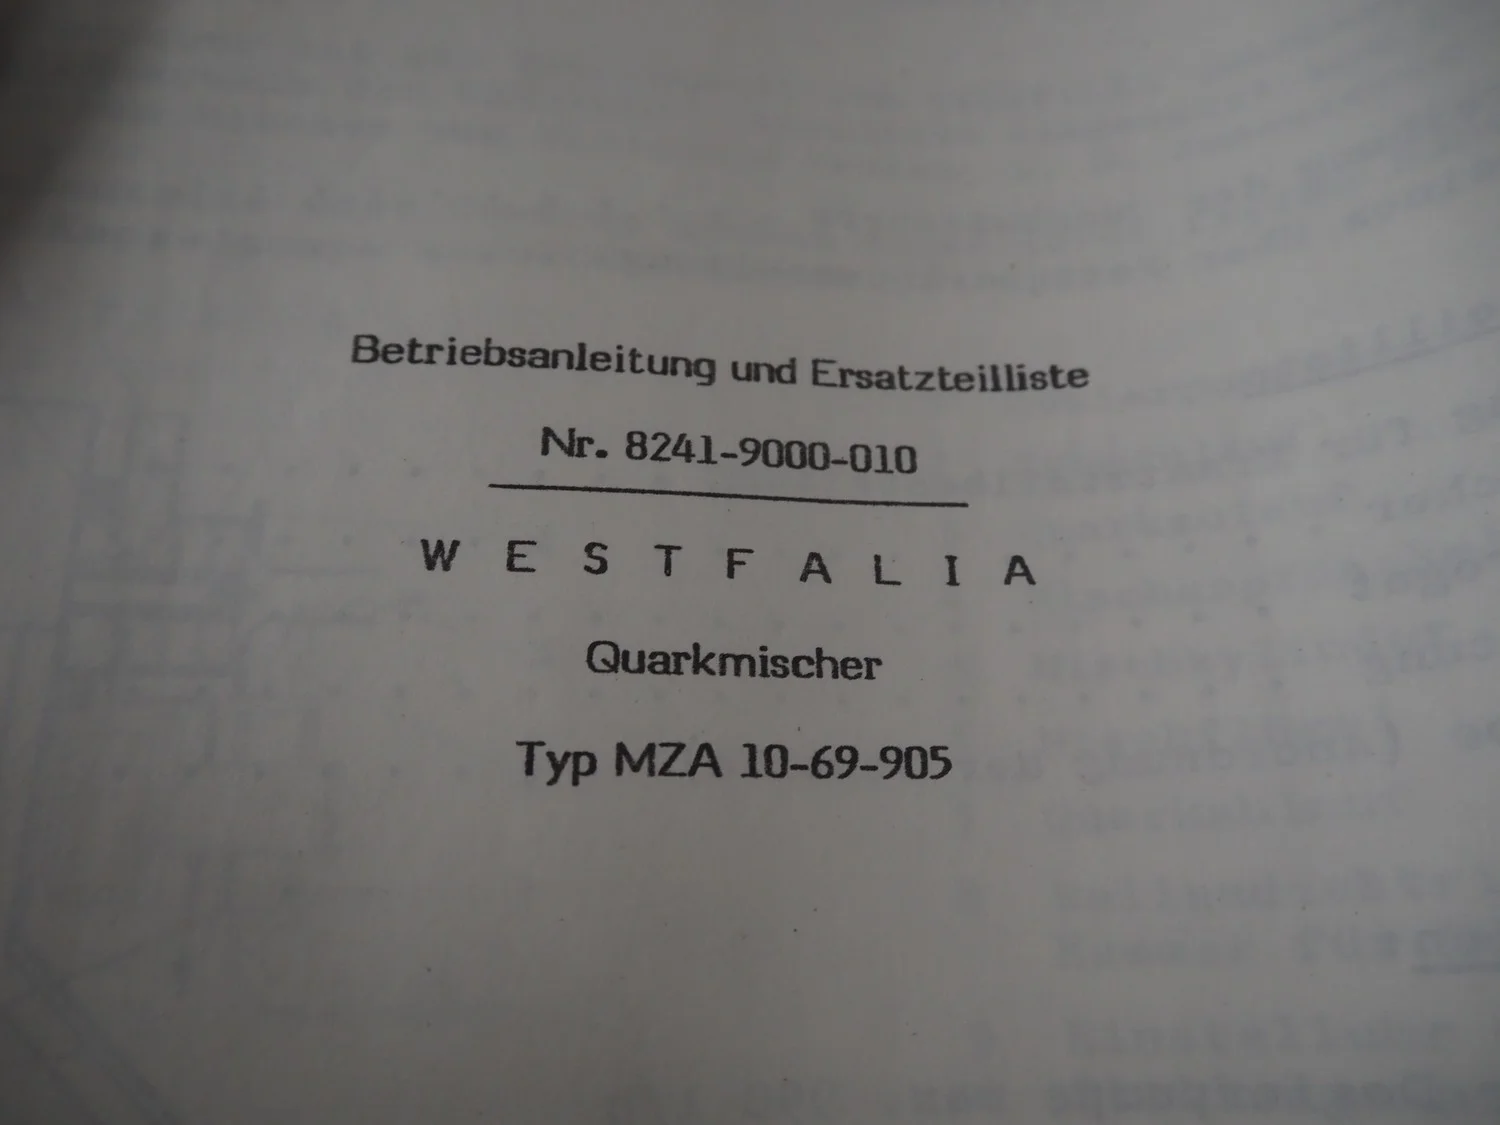 Betriebsanleitung und Ersatzteilliste
Nr. 8241-9000-010
W E S T F A L I A
Quarkmischer
Typ MZA 10-69-905